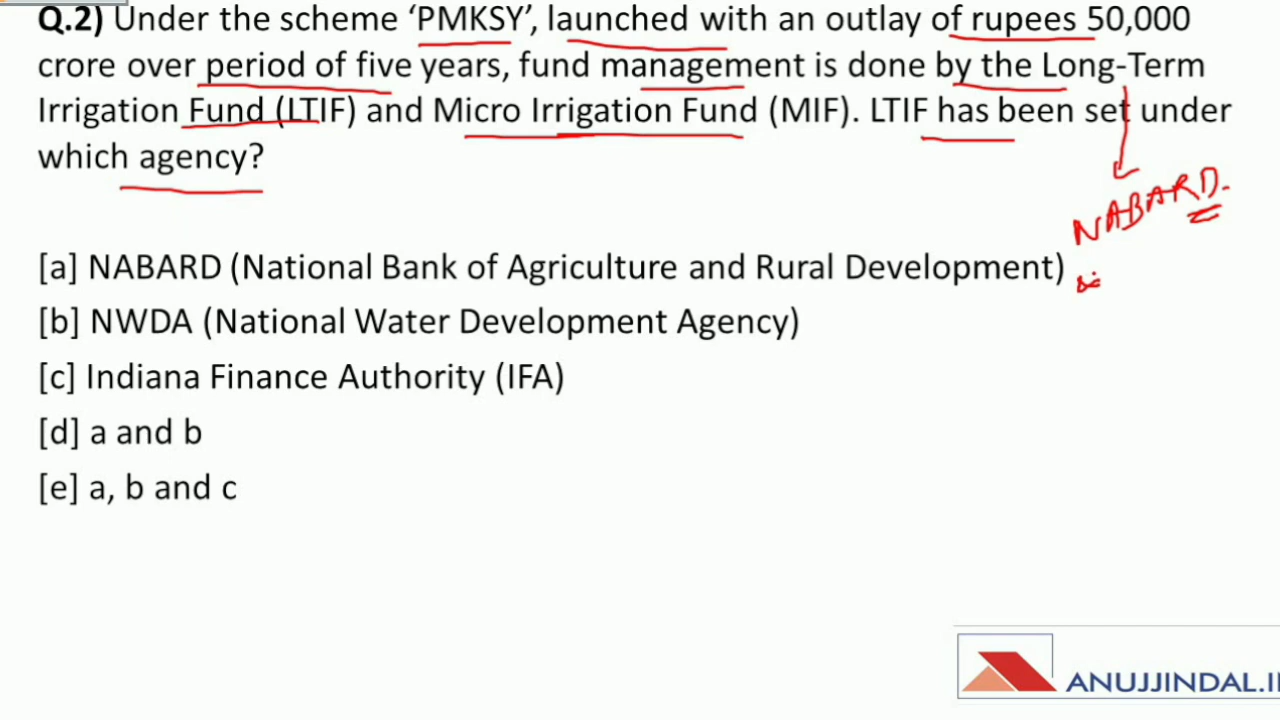 Q.2) Under the scheme ‘PMKSY’, launched with an outlay of rupees 50,000
crore over period of five years, fund management is done by the Long-Term
Irrigation Fund (LTIF) and Micro Irrigation Fund (MIF). LTIF has been set under
which agency?
NABARD.
[a] NABARD (National Bank of Agriculture and Rural Development)
[b] NWDA (National Water Development Agency)
[c] Indiana Finance Authority (IFA)
[d] a and b
[e] a, b and c
ANUJJINDAL.I